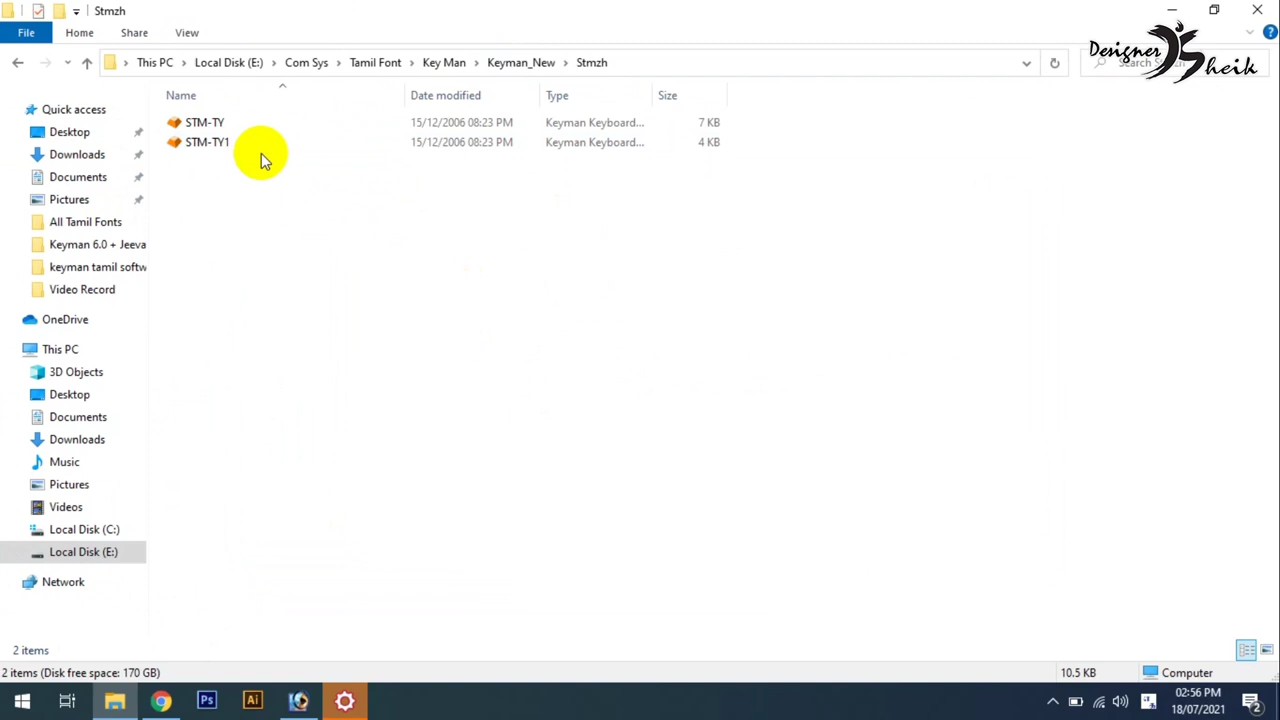 Stmzh
File Home Share View
This PC Local Disk (E:) Com Sys Tamil Font Key Man Keyman_New Stmzh
Designer Sheik
Name Date modified Type Size
STM-TY 15/12/2006 08:23 PM Keyman Keyboard... 7 KB
STM-TY1 15/12/2006 08:23 PM Keyman Keyboard... 4 KB
Quick access
Desktop
Downloads
Documents
Pictures
All Tamil Fonts
Keyman 6.0 + Jeeva
keyman tamil softw
Video Record
OneDrive
This PC
3D Objects
Desktop
Documents
Downloads
Music
Pictures
Videos
Local Disk (C:)
Local Disk (E:)
Network
2 items
2 items (Disk free space: 170 GB) 10.5 KB Computer
Ps Ai 02:56 PM
18/07/2021 2